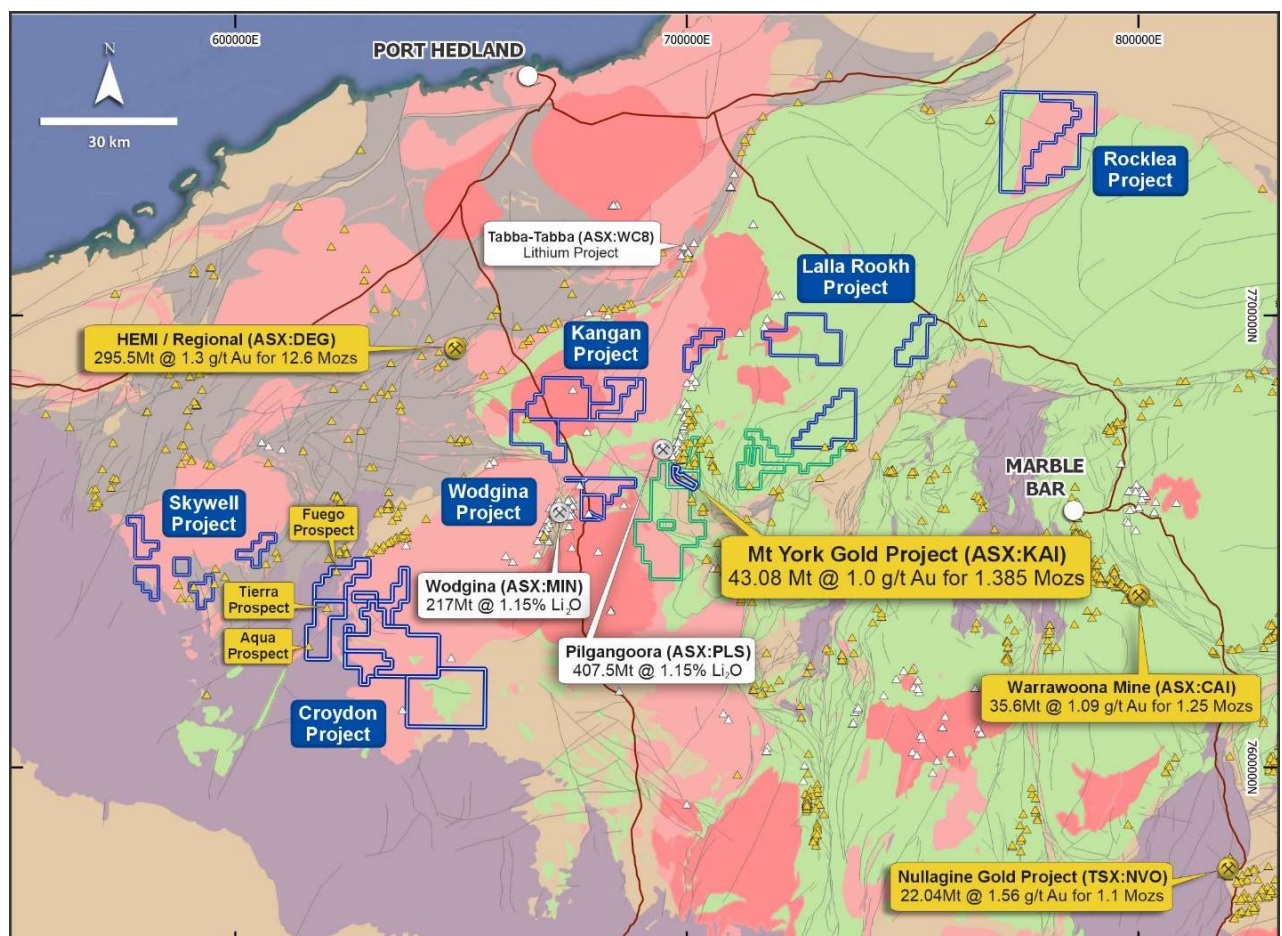 600000E
700000E
800000E
PORT HEDLAND
N
30 km
Rocklea
Project
Tabba-Tabba (ASX:WC8)
Lithium Project
Lalla Rookh
Project
7700000N
HEMI / Regional (ASX:DEG)
295.5Mt @ 1.3 g/t Au for 12.6 Mozs
Kangan
Project
MARBLE
BAR
Skywell
Project
Fuego
Prospect
Wodgina
Project
Mt York Gold Project (ASX:KAI)
43.08 Mt @ 1.0 g/t Au for 1.385 Mozs
Tierra
Prospect
Wodgina (ASX:MIN)
217Mt @ 1.15% Li₂O
Aqua
Prospect
Pilgangoora (ASX:PLS)
407.5Mt @ 1.15% Li₂O
Warrawoona Mine (ASX:CAI)
35.6Mt @ 1.09 g/t Au for 1.25 Mozs
Croydon
Project
7600000N
Nullagine Gold Project (TSX:NVO)
22.04Mt @ 1.56 g/t Au for 1.1 Mozs